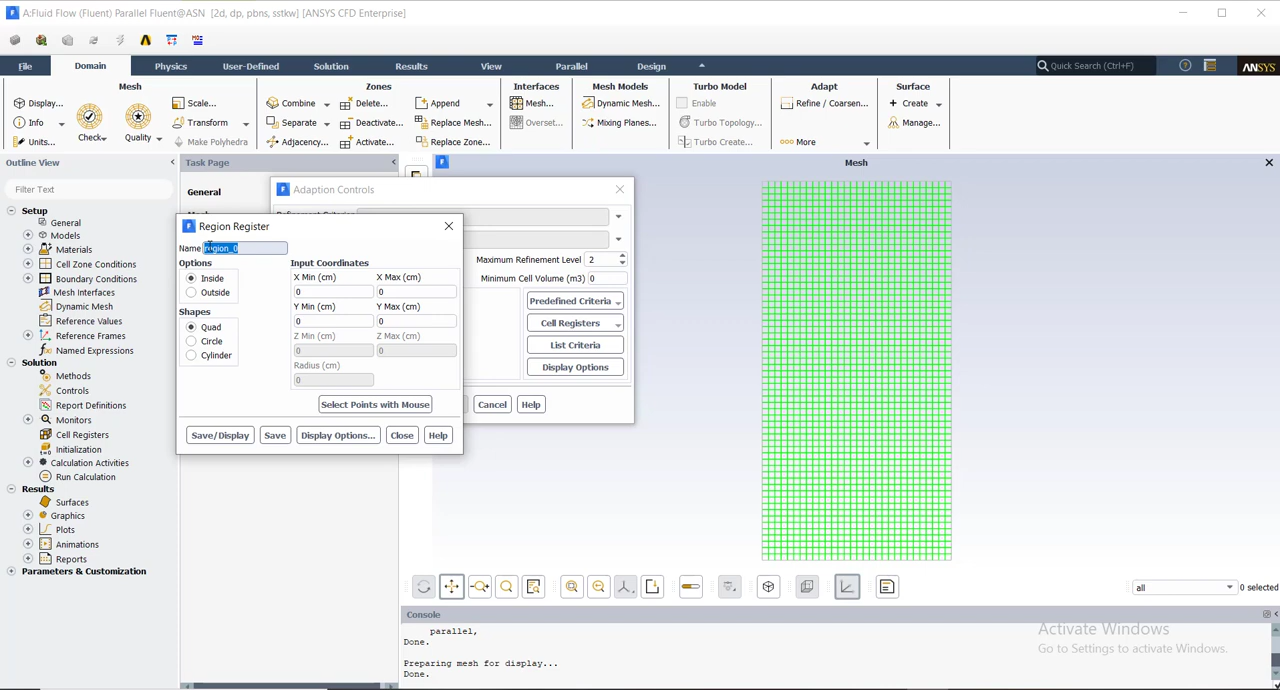 A:Fluid Flow (Fluent) Parallel Fluent@ASN [2d, dp, pbns, sstkw] [ANSYS CFD Enterprise]
File Domain Physics User-Defined Solution Results View Parallel Design Quick Search (Ctrl+F) ANSYS
Mesh Zones Interfaces Mesh Models Turbo Model Adapt Surface
Display... Scale... Combine Delete... Append Mesh... Dynamic Mesh... Enable Refine / Coarsen... Create
Info Transform Separate Deactivate... Replace Mesh... Overset... Mixing Planes... Turbo Topology... Manage...
Units... Check Quality Make Polyhedra Adjacency... Activate... Replace Zone... Turbo Create... More
Outline View Task Page Mesh
Filter Text
General
Adaption Controls
Maximum Refinement Level 2
Minimum Cell Volume (m3) 0
Predefined Criteria
Cell Registers
List Criteria
Display Options
Cancel Help
Region Register
Name region_0
Options
Inside
Outside
Shapes
Quad
Circle
Cylinder
Input Coordinates
X Min (cm) X Max (cm)
0 0
Y Min (cm) Y Max (cm)
0 0
Z Min (cm) Z Max (cm)
0 0
Radius (cm)
0
Select Points with Mouse
Save/Display Save Display Options... Close Help
Setup
General
Models
Materials
Cell Zone Conditions
Boundary Conditions
Mesh Interfaces
Dynamic Mesh
Reference Values
Reference Frames
Named Expressions
Solution
Methods
Controls
Report Definitions
Monitors
Cell Registers
Initialization
Calculation Activities
Run Calculation
Results
Surfaces
Graphics
Plots
Animations
Reports
Parameters & Customization
all 0 selected
Console
parallel,
Done.
Preparing mesh for display...
Done.
Activate Windows
Go to Settings to activate Windows.